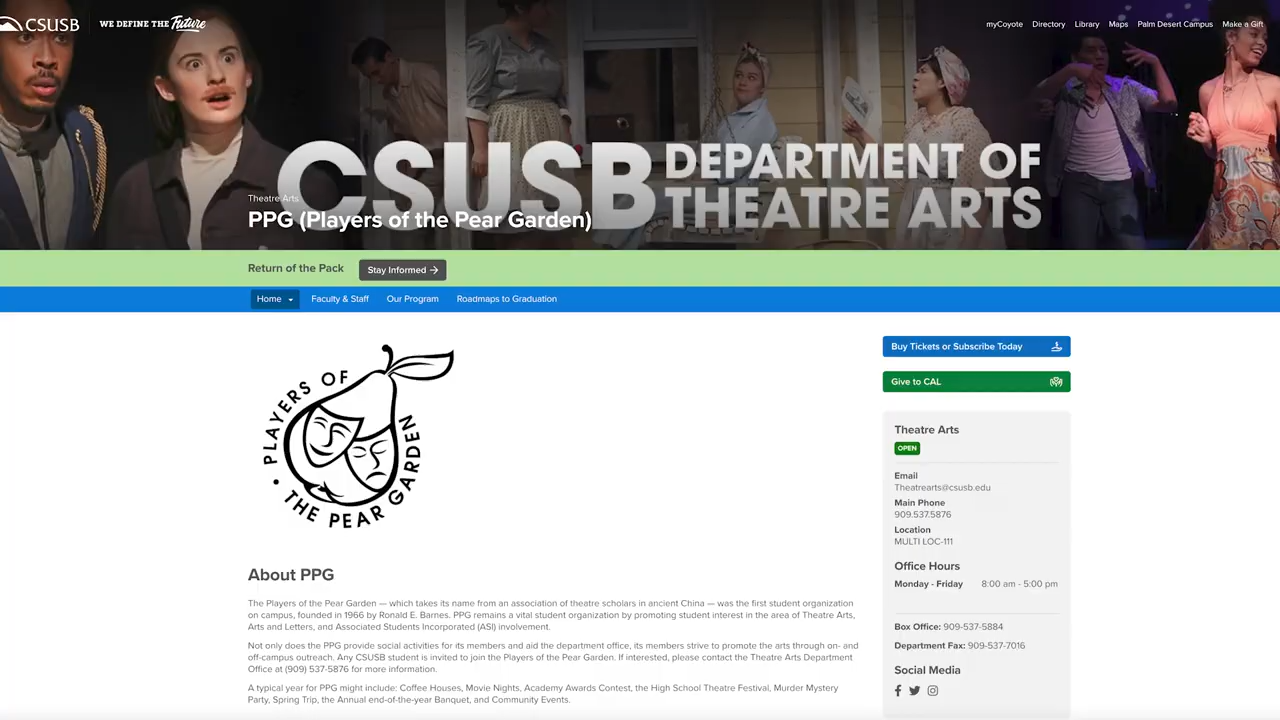 CSUSB
WE DEFINE THE Future
myCoyote
Directory
Library
Maps
Palm Desert Campus
Make a Gift
CSUSB DEPARTMENT OF
THEATRE ARTS
Theatre Arts
PPG (Players of the Pear Garden)
Return of the Pack
Stay Informed →
Home
Faculty & Staff
Our Program
Roadmaps to Graduation
PLAYERS OF
• THE PEAR GARDEN
About PPG
The Players of the Pear Garden — which takes its name from an association of theatre scholars in ancient China — was the first student organization
on campus, founded in 1966 by Ronald E. Barnes. PPG remains a vital student organization by promoting student interest in the area of Theatre Arts,
Arts and Letters, and Associated Students Incorporated (ASI) involvement.
Not only does the PPG provide social activities for its members and aid the department office, its members strive to promote the arts through on- and
off-campus outreach. Any CSUSB student is invited to join the Players of the Pear Garden. If interested, please contact the Theatre Arts Department
Office at (909) 537-5876 for more information.
A typical year for PPG might include: Coffee Houses, Movie Nights, Academy Awards Contest, the High School Theatre Festival, Murder Mystery
Party, Spring Trip, the Annual end-of-the-year Banquet, and Community Events.
Buy Tickets or Subscribe Today
Give to CAL
Theatre Arts
OPEN
Email
Theatrearts@csusb.edu
Main Phone
909.537.5876
Location
MULTI LOC-111
Office Hours
Monday - Friday 8:00 am - 5:00 pm
Box Office: 909-537-5884
Department Fax: 909-537-7016
Social Media